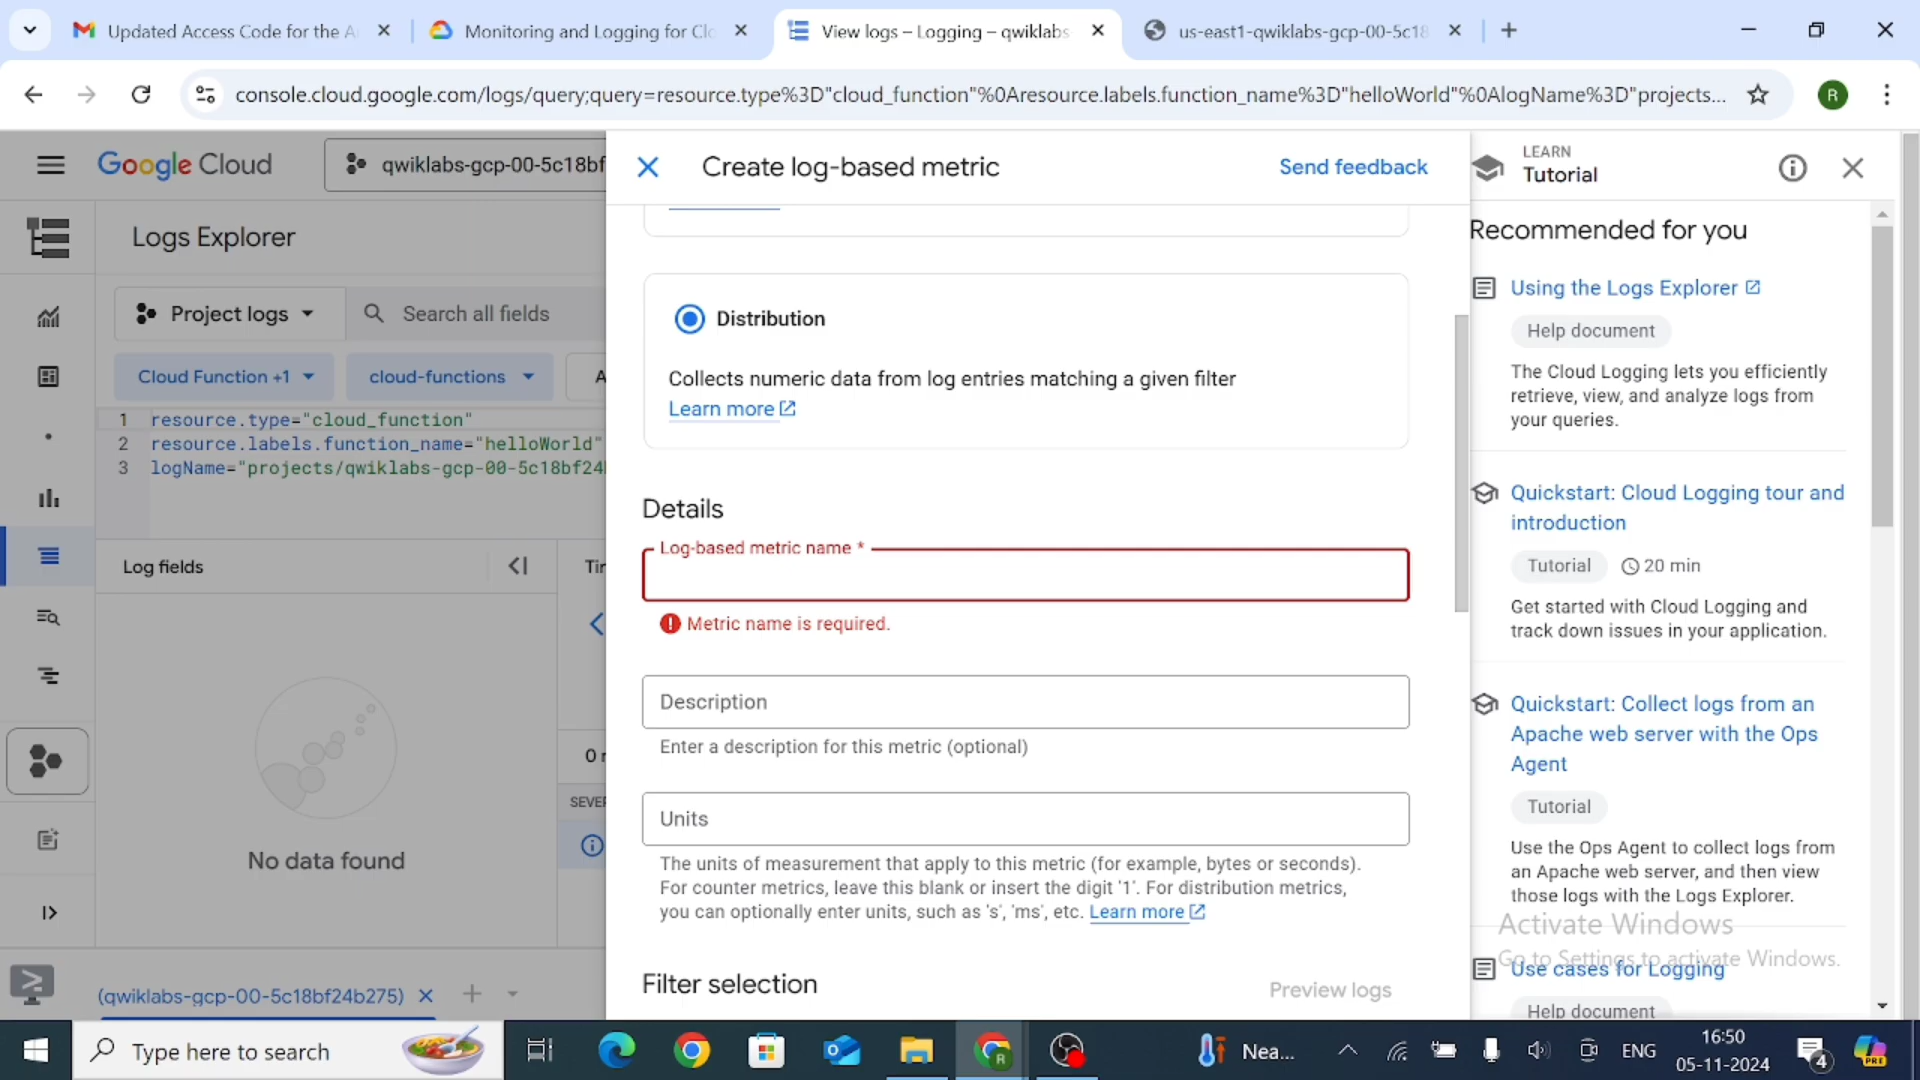 Updated Access Code for the A
Monitoring and Logging for Clo
View logs – Logging – qwiklabs
us-east1-qwiklabs-gcp-00-5c18
console.cloud.google.com/logs/query;query=resource.type%3D"cloud_function"%0Aresource.labels.function_name%3D"helloWorld"%0AlogName%3D"projects...
R
Google Cloud
qwiklabs-gcp-00-5c18bf
Create log-based metric
Send feedback
LEARN
Tutorial
Logs Explorer
Recommended for you
Project logs
Search all fields
Distribution
Using the Logs Explorer
Help document
Cloud Function +1
cloud-functions
A
Collects numeric data from log entries matching a given filter
Learn more
The Cloud Logging lets you efficiently
retrieve, view, and analyze logs from
your queries.
1 resource.type="cloud_function"
2 resource.labels.function_name="helloWorld"
3 logName="projects/qwiklabs-gcp-00-5c18bf24
Details
Quickstart: Cloud Logging tour and
introduction
Tutorial
20 min
Log-based metric name *
Log fields
Get started with Cloud Logging and
track down issues in your application.
Metric name is required.
Description
Enter a description for this metric (optional)
Quickstart: Collect logs from an
Apache web server with the Ops
Agent
Tutorial
0 r
SEVER
Units
No data found
The units of measurement that apply to this metric (for example, bytes or seconds).
For counter metrics, leave this blank or insert the digit '1'. For distribution metrics,
you can optionally enter units, such as 's', 'ms', etc. Learn more
Use the Ops Agent to collect logs from
an Apache web server, and then view
those logs with the Logs Explorer.
Activate Windows
Go to Settings to activate Windows.
Use cases for Logging
Help document
Filter selection
Preview logs
(qwiklabs-gcp-00-5c18bf24b275)
Type here to search
Nea...
ENG
16:50
05-11-2024
4
PRE